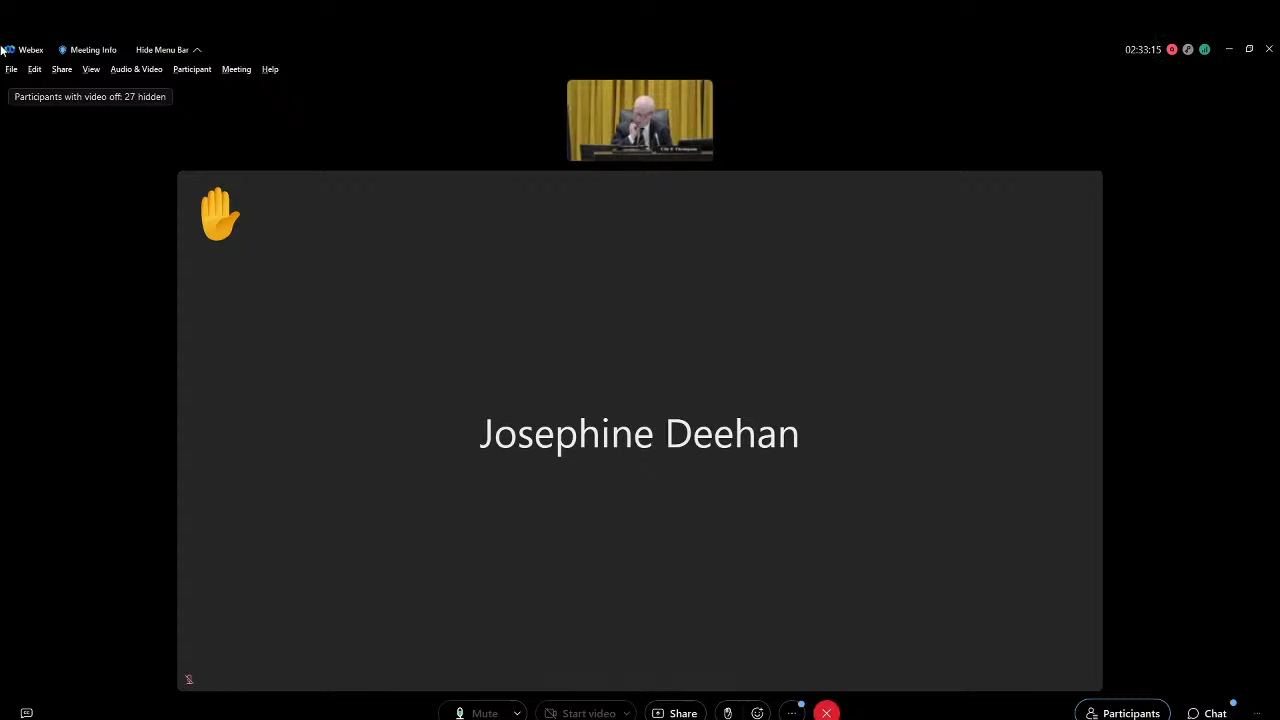 Webex Meeting Info Hide Menu Bar 02:33:15
File Edit Share View Audio & Video Participant Meeting Help
Participants with video off: 27 hidden
Josephine Deehan
Mute Start video Share Participants Chat